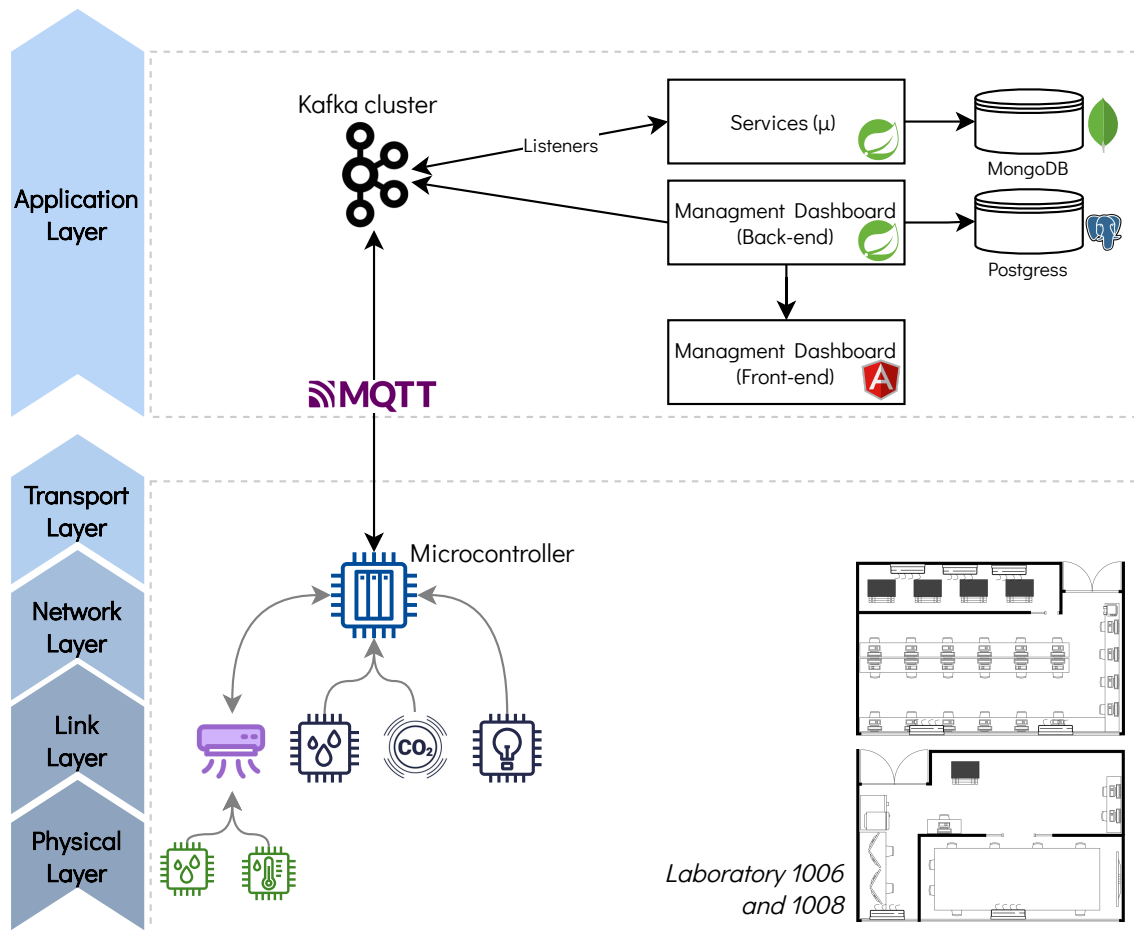 Application
Layer
Kafka cluster
Listeners
Services (μ)
MongoDB
Managment Dashboard
(Back-end)
Postgress
Managment Dashboard
(Front-end)
MQTT
Transport
Layer
Network
Layer
Link
Layer
Physical
Layer
Microcontroller
CO₂
Laboratory 1006
and 1008